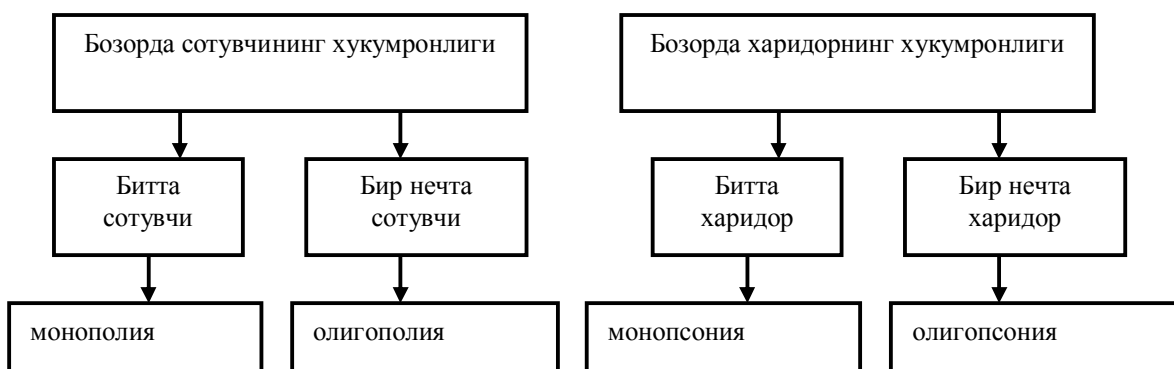 Бозорда сотувчининг хукумронлиги
Бозорда харидорнинг хукумронлиги
Битта
сотувчи
Бир нечта
сотувчи
Битта
харидор
Бир нечта
харидор
монополия
олигополия
монопсония
олигопсония